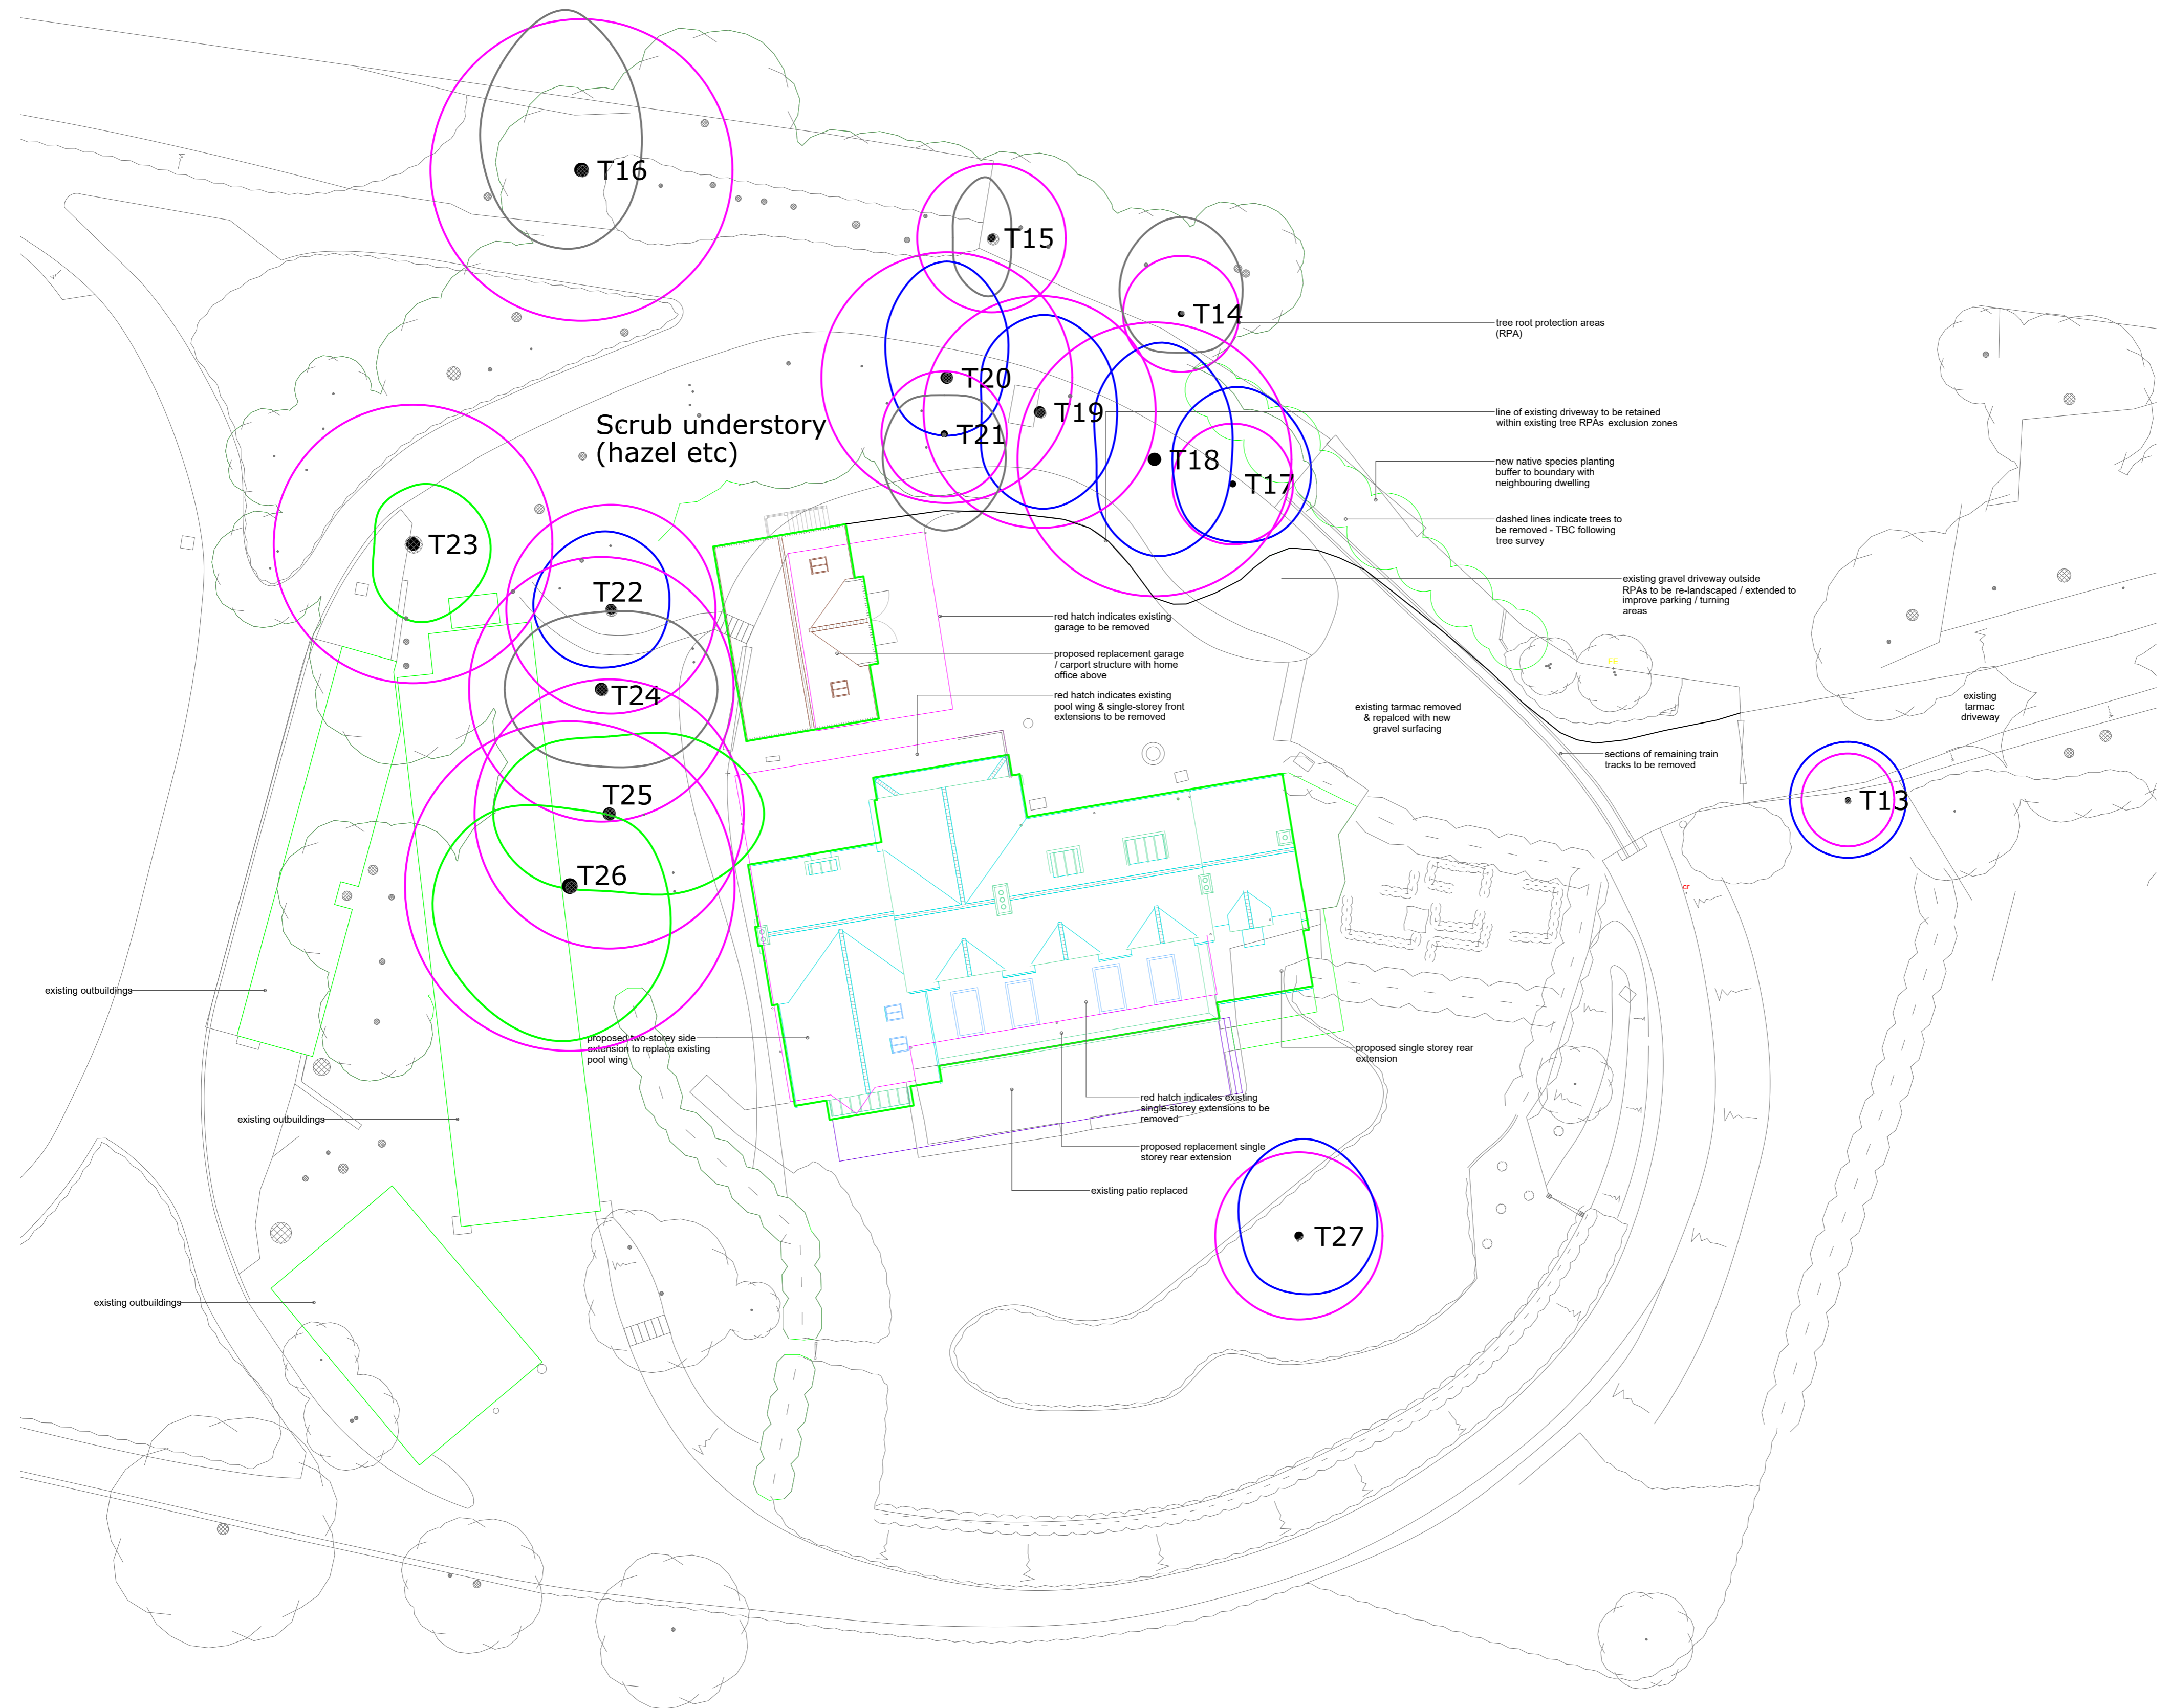 T16
T15
T14
tree root protection areas
(RPA)
T20
T19
line of existing driveway to be retained
within existing tree RPAs exclusion zones
Scrub understory
(hazel etc)
T21
T18
new native species planting
buffer to boundary with
neighbouring dwelling
T17
dashed lines indicate trees to
be removed - TBC following
tree survey
T23
existing gravel driveway outside
RPAs to be re-landscaped / extended to
improve parking / turning
areas
T22
red hatch indicates existing
garage to be removed
proposed replacement garage
/ carport structure with home
office above
T24
red hatch indicates existing
pool wing & single-storey front
extensions to be removed
existing tarmac removed
& repalced with new
gravel surfacing
existing
tarmac
driveway
sections of remaining train
tracks to be removed
T25
T13
T26
cr
existing outbuildings
proposed two-storey side
extension to replace existing
pool wing
proposed single storey rear
extension
red hatch indicates existing
single-storey extensions to be
removed
existing outbuildings
proposed replacement single
storey rear extension
existing patio replaced
T27
existing outbuildings